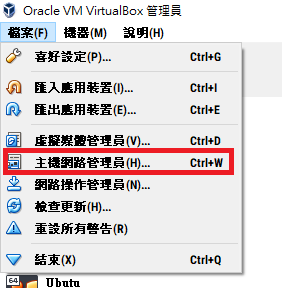 Oracle VM VirtualBox 管理員
檔案(F) 機器(M) 說明(H)
喜好設定(P)... Ctrl+G
匯入應用裝置(I)... Ctrl+I
匯出應用裝置(E)... Ctrl+E
虛擬媒體管理員(V)... Ctrl+D
主機網路管理員(H)... Ctrl+W
網路操作管理員(N)...
檢查更新(H)...
重設所有警告(R)
結束(X) Ctrl+Q
64 Ubutu